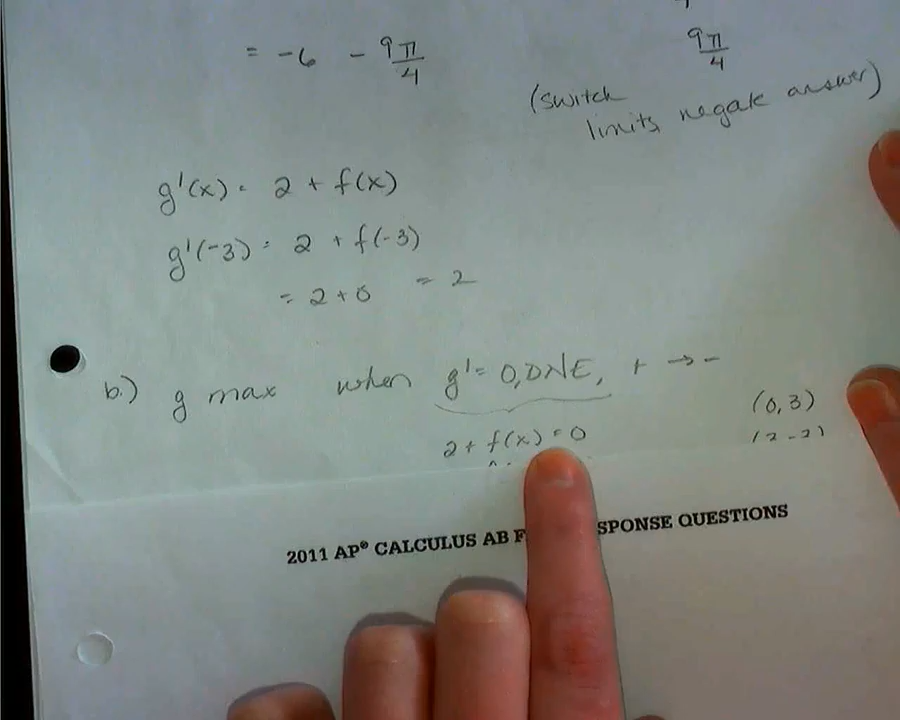 = -6 - 9π/4
9π/4
(switch
limits, negate answer)
g'(x) = 2 + f(x)
g'(-3) = 2 + f(-3)
= 2 + 0 = 2
b.) g max when g' = 0, DNE, + → -
2 + f(x) = 0
(0,3)
2011 AP® CALCULUS AB SPONSE QUESTIONS